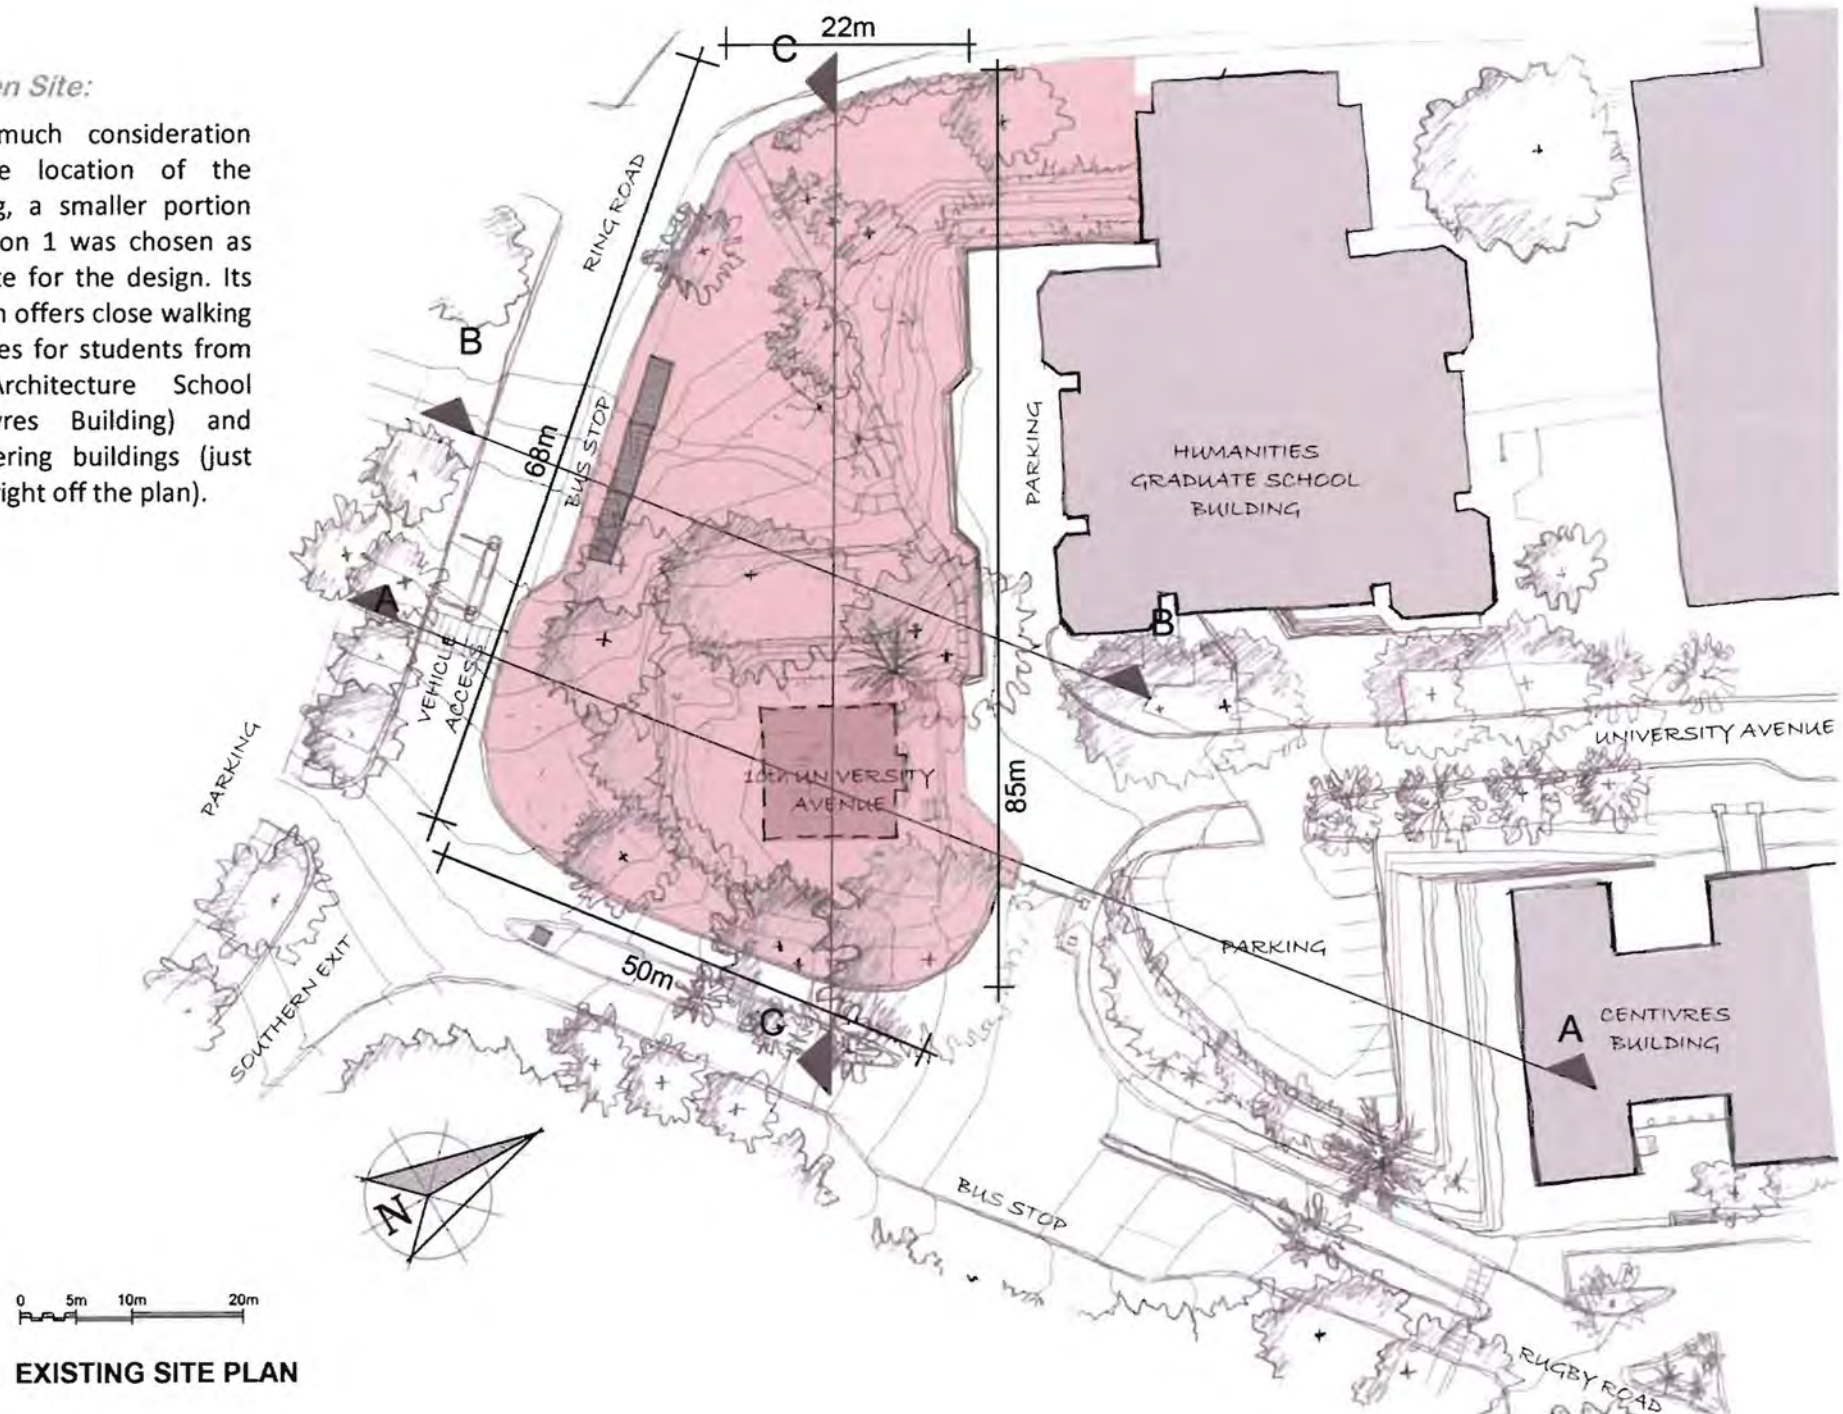 en Site:
much consideration
e location of the
g, a smaller portion
on 1 was chosen as
te for the design. Its
n offers close walking
es for students from
Architecture School
vres Building) and
ering buildings (just
right off the plan).
C
22m
RING ROAD
B
68m
BUS STOP
PARKING
HUMANITIES
GRADUATE SCHOOL
BUILDING
A
VEHICLE
ACCESS
B
UNIVERSITY AVENUE
PARKING
UNIVERSITY
AVENUE
85m
PARKING
50m
SOUTHERN EXIT
A
CENTIVRES
BUILDING
N
BUS STOP
0 5m 10m 20m
EXISTING SITE PLAN
RUGBY ROAD